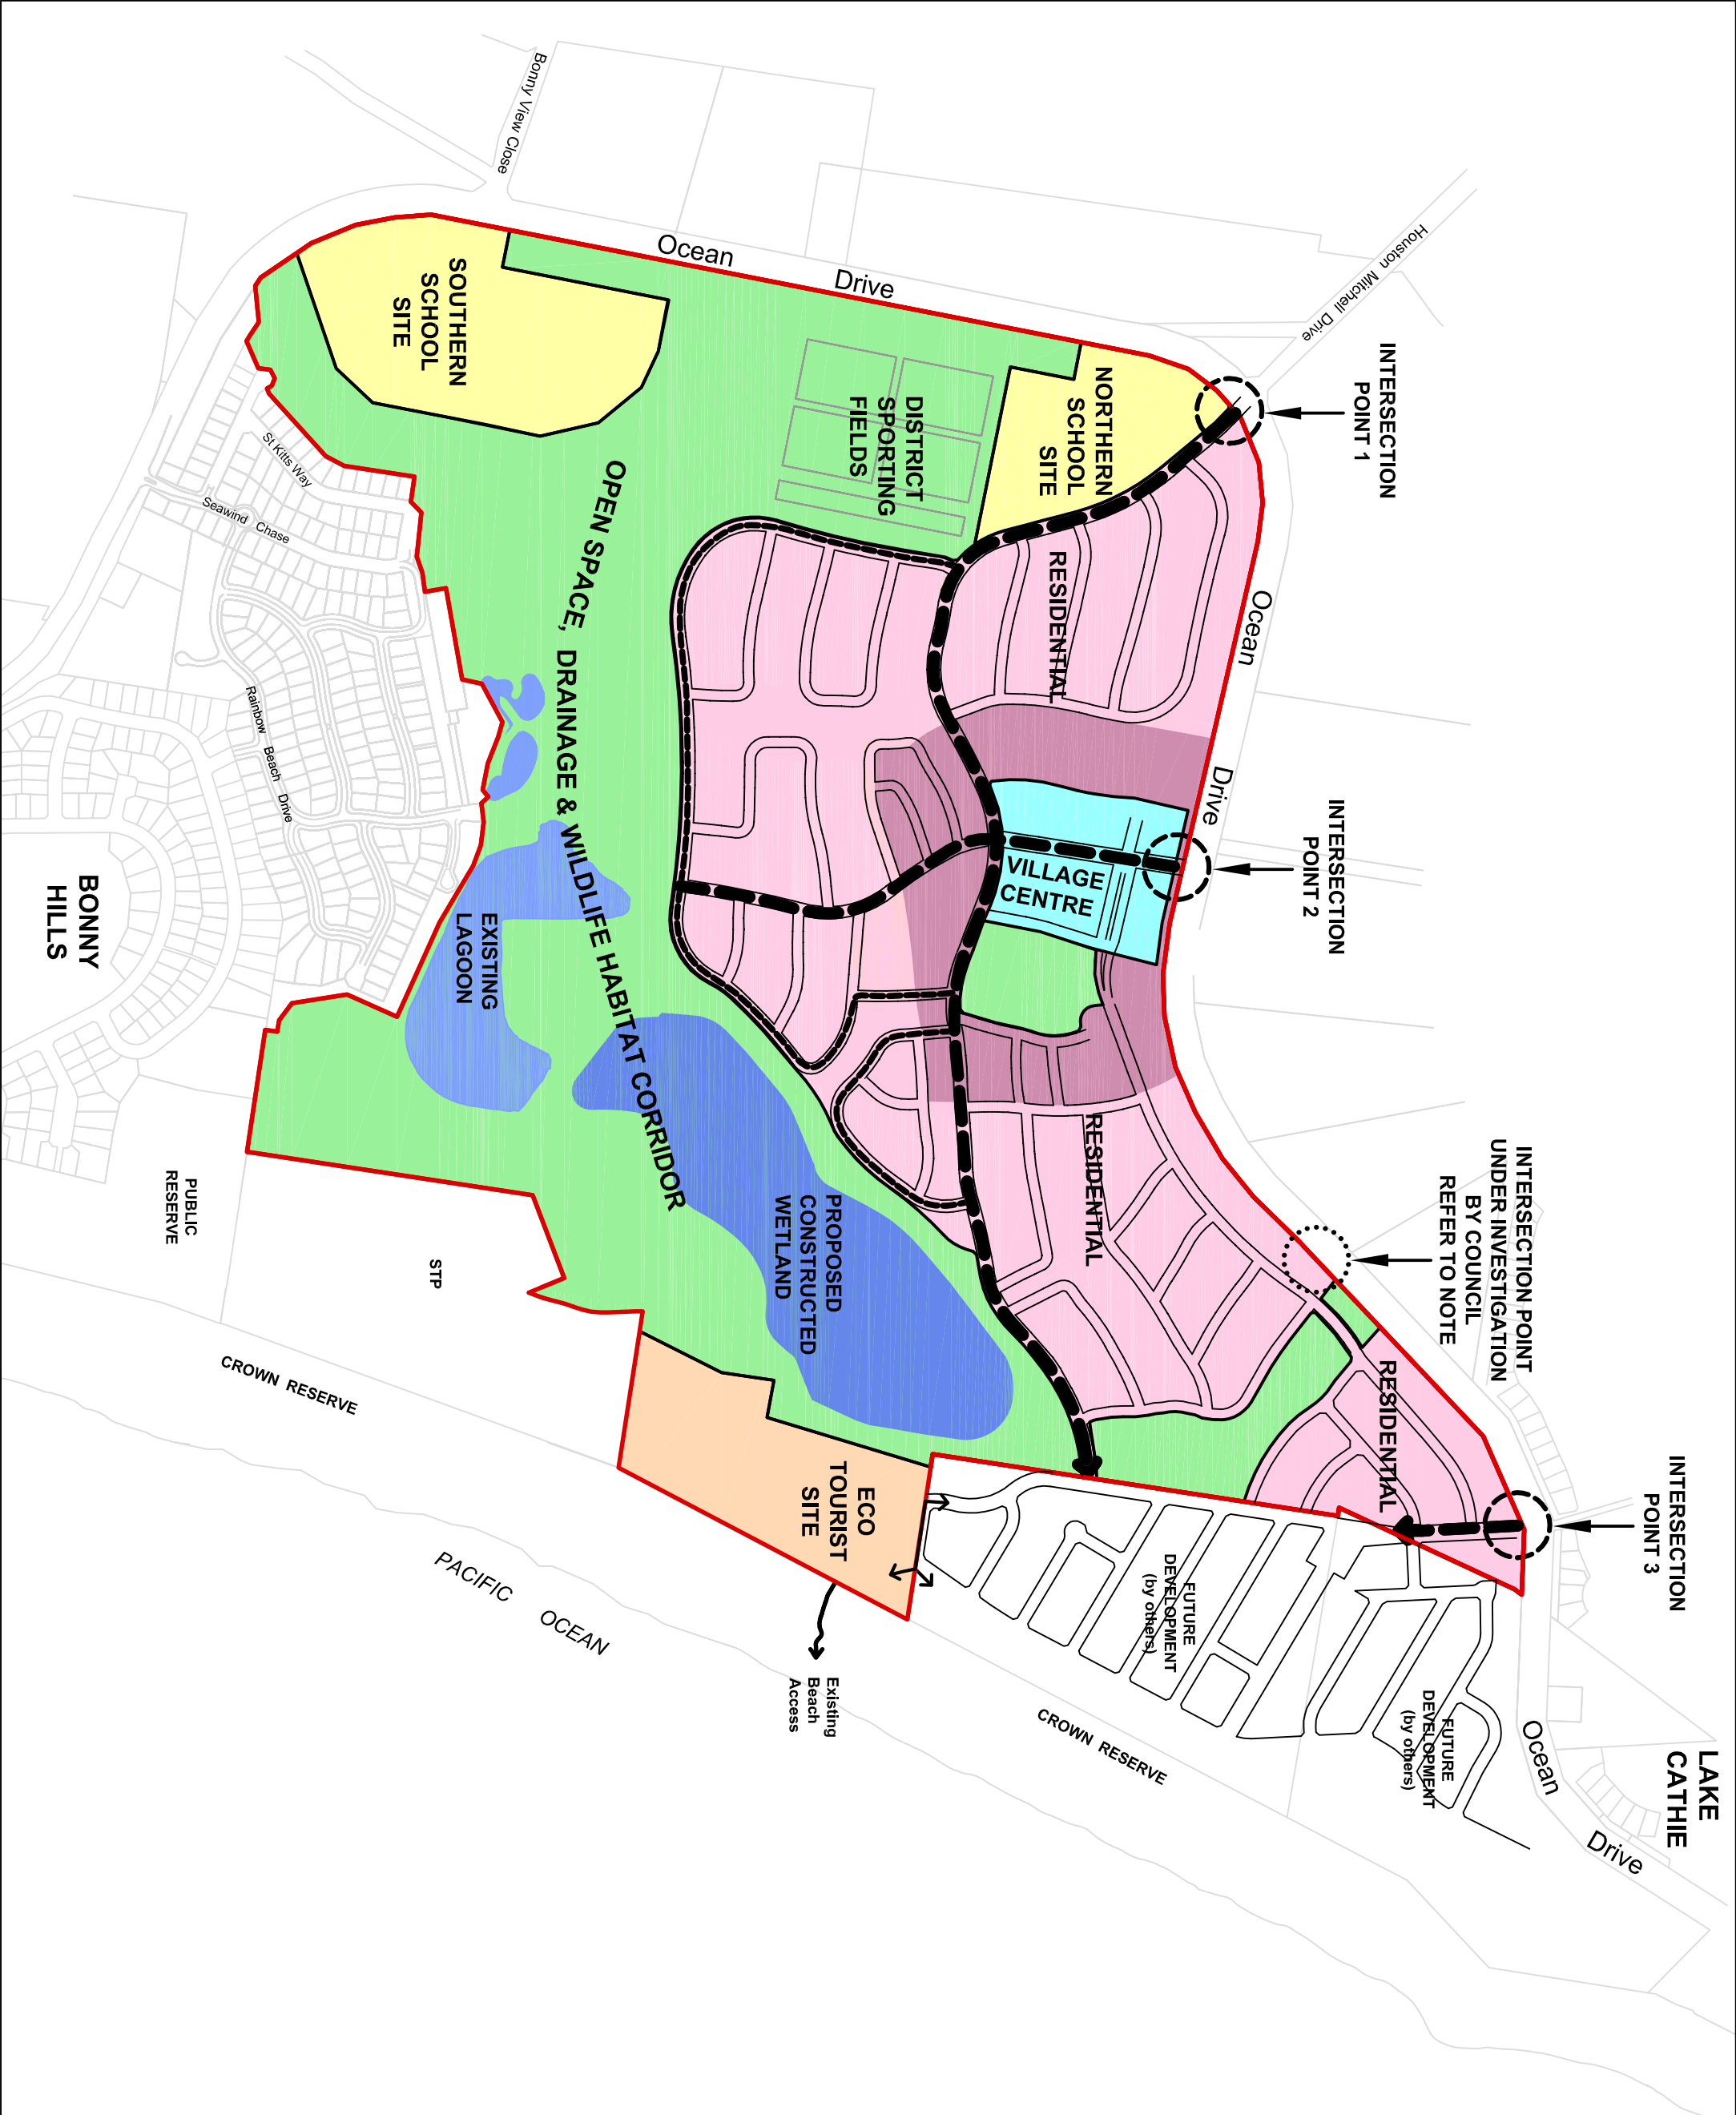 Bonny View Close
Houston Mitchell Drive
Ocean
Drive
INTERSECTION
POINT 1
SOUTHERN
SCHOOL
SITE
NORTHERN
SCHOOL
SITE
DISTRICT
SPORTING
FIELDS
St Kitts Way
Seawind Chase
Rainbow Beach Drive
OPEN SPACE, DRAINAGE & WILDLIFE HABITAT CORRIDOR
RESIDENTIAL
Ocean
Drive
INTERSECTION
POINT 2
VILLAGE
CENTRE
BONNY
HILLS
EXISTING
LAGOON
RESIDENTIAL
INTERSECTION POINT
UNDER INVESTIGATION
BY COUNCIL
REFER TO NOTE
PROPOSED
CONSTRUCTED
WETLAND
PUBLIC
RESERVE
STP
CROWN RESERVE
RESIDENTIAL
INTERSECTION
POINT 3
ECO
TOURIST
SITE
PACIFIC OCEAN
FUTURE
DEVELOPMENT
(by others)
Existing
Beach
Access
CROWN RESERVE
FUTURE
DEVELOPMENT
(by others)
Ocean
Drive
LAKE
CATHIE